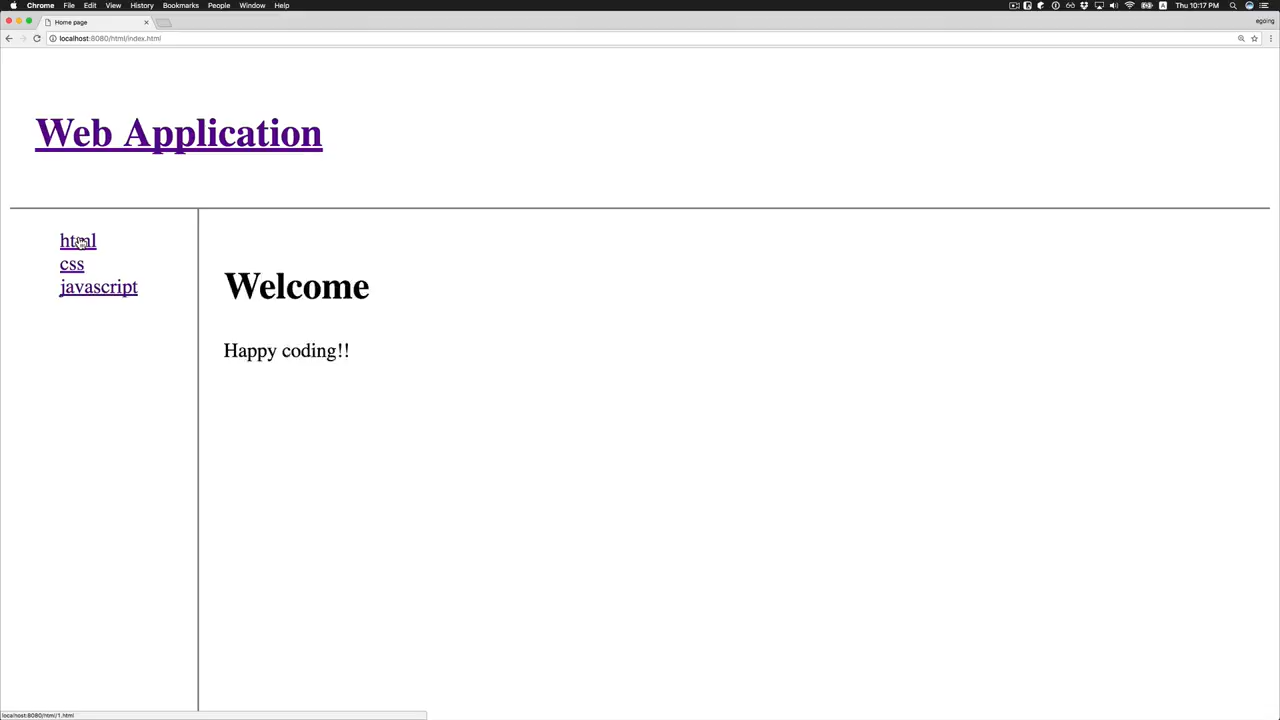 Chrome File Edit View History Bookmarks People Window Help Thu 10:17 PM
Home page
egoing
localhost:8080/html/index.html
Web Application
html
css
javascript
Welcome
Happy coding!!
localhost:8080/html/1.html